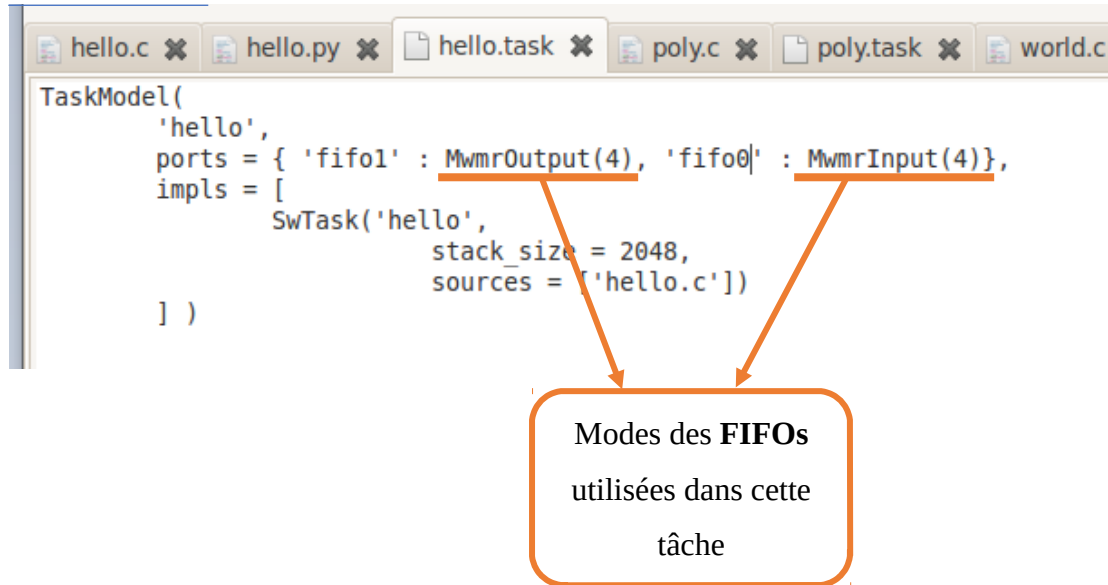 hello.c hello.py hello.task poly.c poly.task world.c
TaskModel(
'hello',
ports = { 'fifo1' : MwmrOutput(4), 'fifo0' : MwmrInput(4)},
impls = [
SwTask('hello',
stack_size = 2048,
sources = ['hello.c'])
] )
Modes des FIFOs
utilisées dans cette
tâche